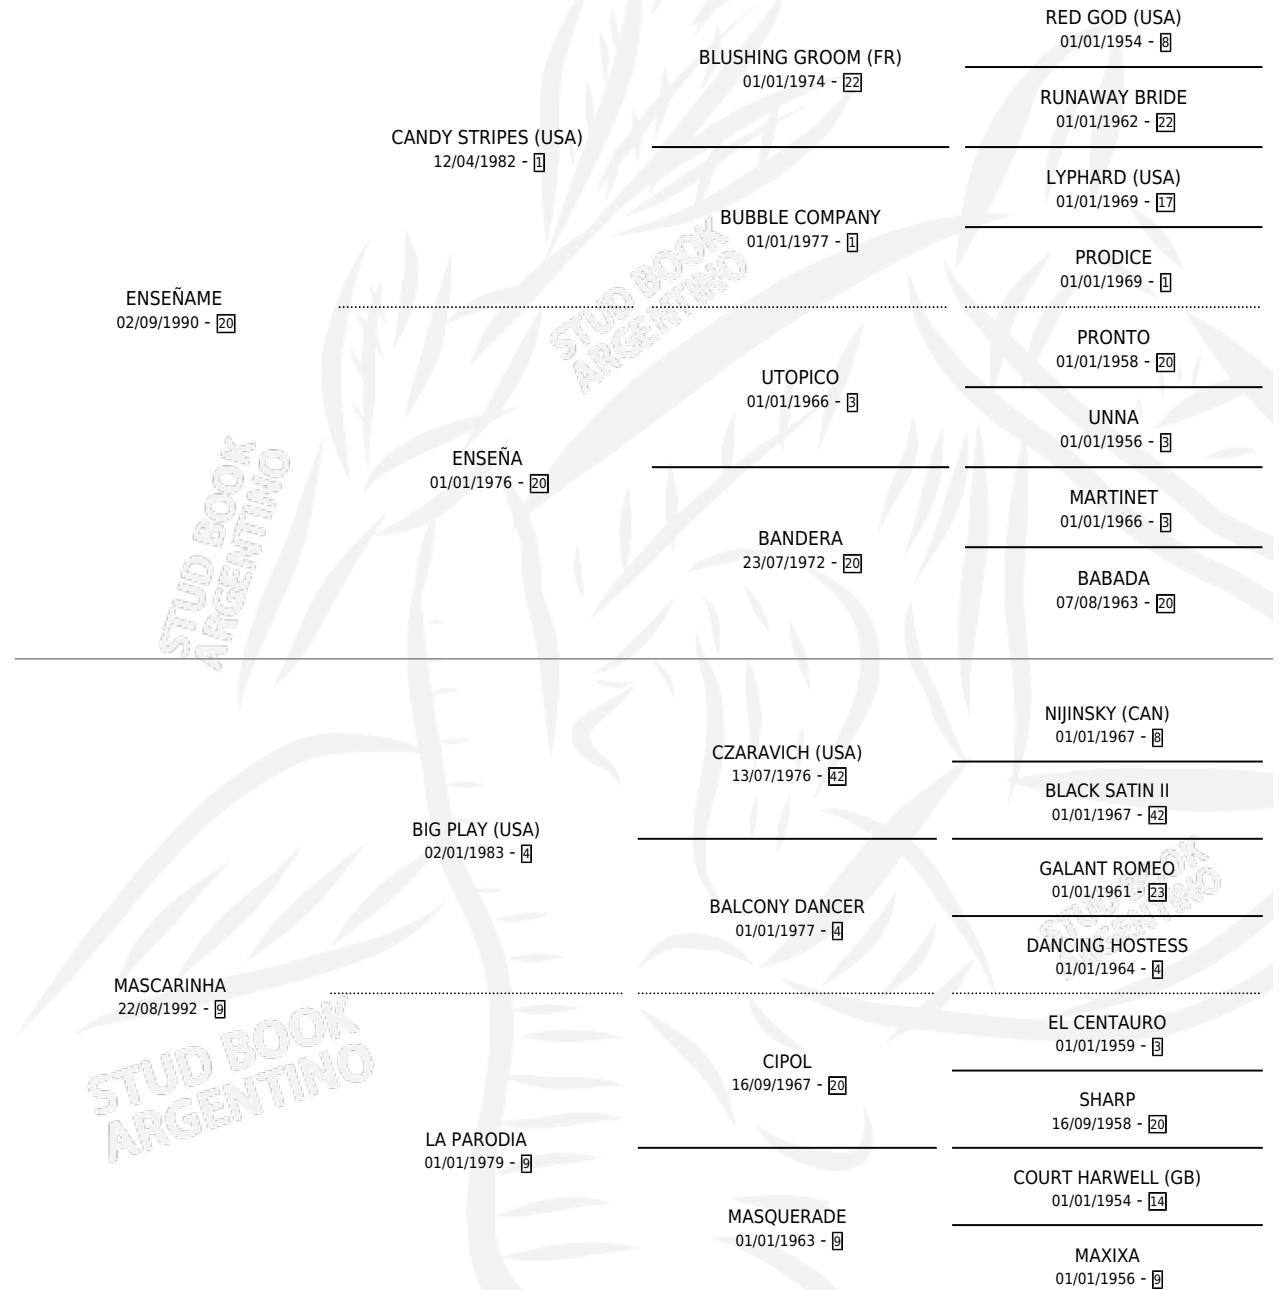 RED GOD (USA)
01/01/1954 - 8
BLUSHING GROOM (FR)
01/01/1974 - 22
RUNAWAY BRIDE
01/01/1962 - 22
CANDY STRIPES (USA)
12/04/1982 - 1
LYPHARD (USA)
01/01/1969 - 17
BUBBLE COMPANY
01/01/1977 - 1
PRODICE
01/01/1969 - 1
ENSEÑAME
02/09/1990 - 20
PRONTO
01/01/1958 - 20
UTOPICO
01/01/1966 - 3
UNNA
01/01/1956 - 3
ENSEÑA
01/01/1976 - 20
MARTINET
01/01/1966 - 3
BANDERA
23/07/1972 - 20
BABADA
07/08/1963 - 20
STUD BOOK
ARGENTINO
STUD BOOK
ARGENTINO
NIJINSKY (CAN)
01/01/1967 - 8
CZARAVICH (USA)
13/07/1976 - 42
BLACK SATIN II
01/01/1967 - 42
BIG PLAY (USA)
02/01/1983 - 4
GALANT ROMEO
01/01/1961 - 23
BALCONY DANCER
01/01/1977 - 4
DANCING HOSTESS
01/01/1964 - 4
MASCARINHA
22/08/1992 - 9
EL CENTAURO
01/01/1959 - 3
CIPOL
16/09/1967 - 20
SHARP
16/09/1958 - 20
LA PARODIA
01/01/1979 - 9
COURT HARWELL (GB)
01/01/1954 - 14
MASQUERADE
01/01/1963 - 9
MAXIXA
01/01/1956 - 9
STUD BOOK
ARGENTINO
STUD BOOK
ARGENTINO